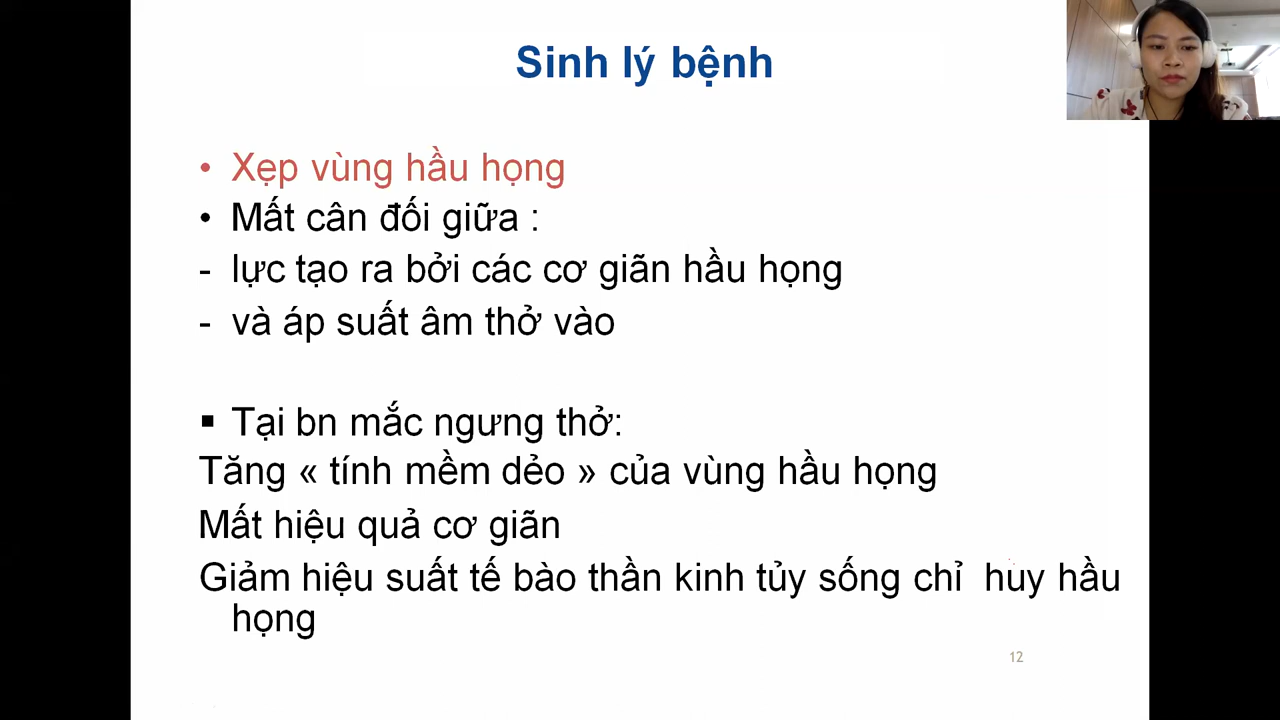 Sinh lý bệnh
• Xẹp vùng hầu họng
• Mất cân đối giữa :
- lực tạo ra bởi các cơ giãn hầu họng
- và áp suất âm thở vào
▪ Tại bn mắc ngưng thở:
Tăng « tính mềm dẻo » của vùng hầu họng
Mất hiệu quả cơ giãn
Giảm hiệu suất tế bào thần kinh tủy sống chỉ huy hầu
họng
12